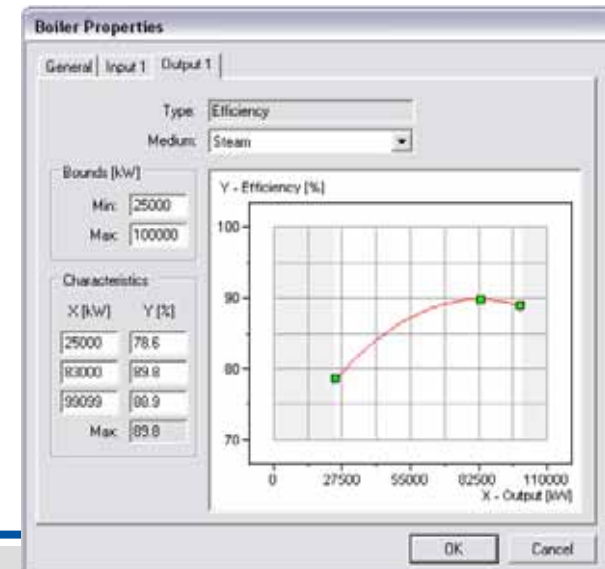 Boiler Properties
General Input 1 Output 1
Type: Efficiency
Medium: Steam
Bounds [kW]
Min: 25000
Max: 100000
Characteristics
X [kW] Y [%]
25000 78.6
83000 89.8
99099 88.9
Max: 89.8
Y - Efficiency [%]
100
90
80
70
0 27500 55000 82500 110000
X - Output [kW]
OK Cancel